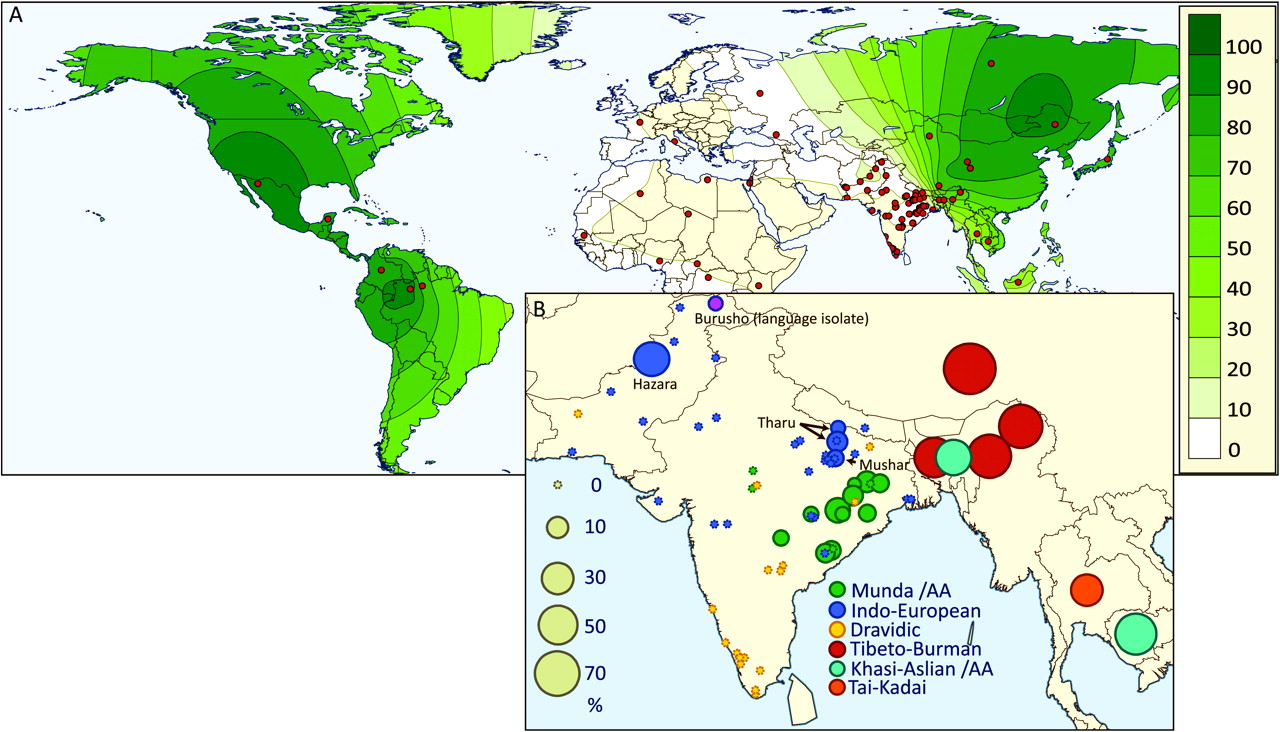 A
100
90
80
70
60
50
40
30
20
10
0
B
Burusho (language isolate)
Hazara
Tharu
Mushar
0
10
30
50
70
%
Munda /AA
Indo-European
Dravidic
Tibeto-Burman
Khasi-Aslian /AA
Tai-Kadai